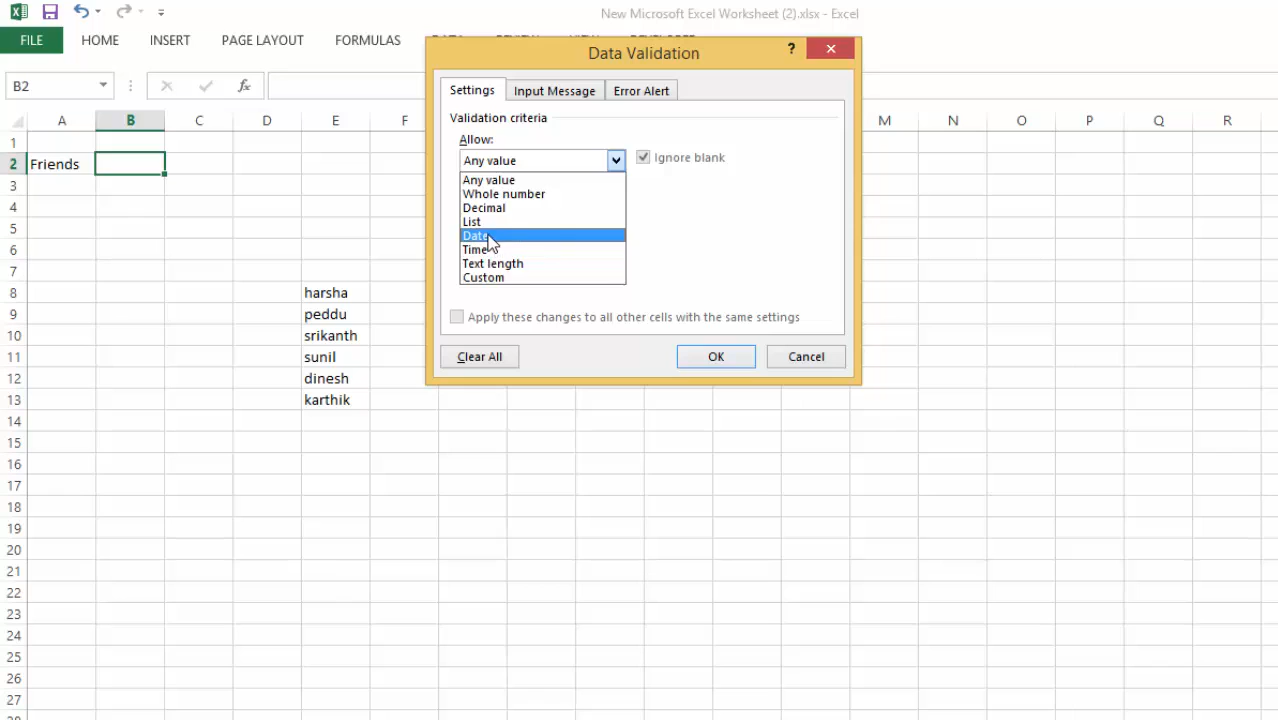 New Microsoft Excel Worksheet (2).xlsx - Excel
FILE HOME INSERT PAGE LAYOUT FORMULAS
Data Validation
?
B2
fx
Settings Input Message Error Alert
Validation criteria
Allow:
Any value
Ignore blank
Any value
Whole number
Decimal
List
Date
Time
Text length
Custom
Apply these changes to all other cells with the same settings
Clear All OK Cancel
A B C D E F M N O P Q R
1
2 Friends
3
4
5
6
7
8 harsha
9 peddu
10 srikanth
11 sunil
12 dinesh
13 karthik
14
15
16
17
18
19
20
21
22
23
24
25
26
27